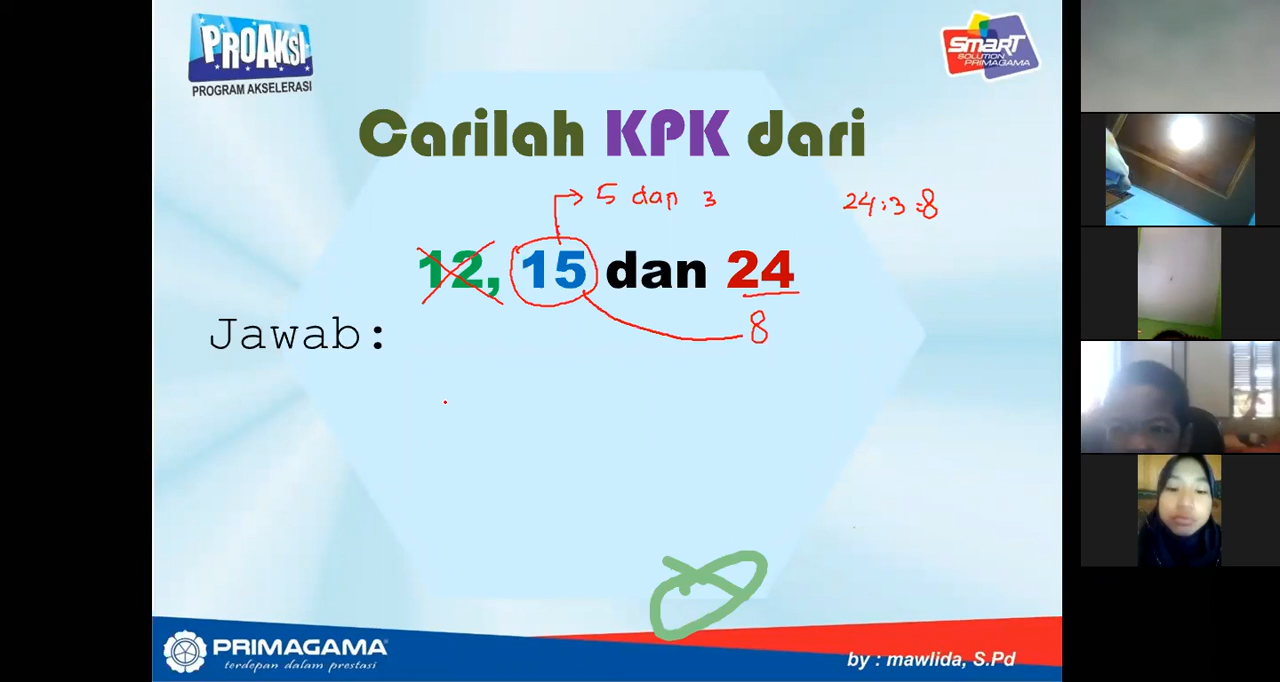 PROAKSI
PROGRAM AKSELERASI
SMART
SOLUTION
PRIMAGAMA
Carilah KPK dari
5 dan 3
24:3=8
12, 15 dan 24
8
Jawab:
PRIMAGAMA
terdepan dalam prestasi
by : mawlida, S.Pd